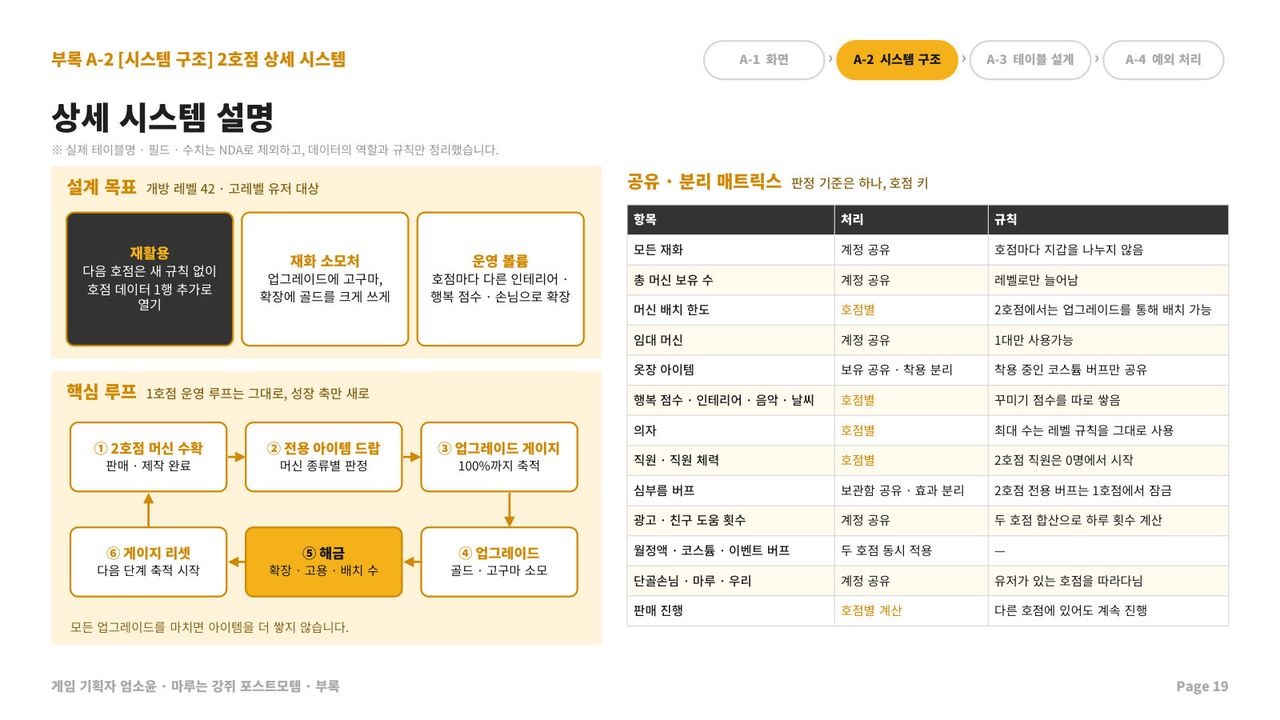 부록 A-2 [시스템 구조] 2호점 상세 시스템
A-1 화면 › A-2 시스템 구조 › A-3 테이블 설계 › A-4 예외 처리
상세 시스템 설명
※ 실제 테이블명 · 필드 · 수치는 NDA로 제외하고, 데이터의 역할과 규칙만 정리했습니다.
설계 목표 개방 레벨 42 · 고레벨 유저 대상
재활용
다음 호점은 새 규칙 없이
호점 데이터 1행 추가로
열기
재화 소모처
업그레이드에 고구마,
확장에 골드를 크게 쓰게
운영 볼륨
호점마다 다른 인테리어 ·
행복 점수 · 손님으로 확장
핵심 루프 1호점 운영 루프는 그대로, 성장 축만 새로
① 2호점 머신 수확
판매 · 제작 완료
② 전용 아이템 드랍
머신 종류별 판정
③ 업그레이드 게이지
100%까지 축적
⑥ 게이지 리셋
다음 단계 축적 시작
⑤ 해금
확장 · 고용 · 배치 수
④ 업그레이드
골드 · 고구마 소모
모든 업그레이드를 마치면 아이템을 더 쌓지 않습니다.
공유 · 분리 매트릭스 판정 기준은 하나, 호점 키
항목 처리 규칙
모든 재화 계정 공유 호점마다 지갑을 나누지 않음
총 머신 보유 수 계정 공유 레벨로만 늘어남
머신 배치 한도 호점별 2호점에서는 업그레이드를 통해 배치 가능
임대 머신 계정 공유 1대만 사용가능
옷장 아이템 보유 공유 · 착용 분리 착용 중인 코스튬 버프만 공유
행복 점수 · 인테리어 · 음악 · 날씨 호점별 꾸미기 점수를 따로 쌓음
의자 호점별 최대 수는 레벨 규칙을 그대로 사용
직원 · 직원 체력 호점별 2호점 직원은 0명에서 시작
심부름 버프 보관함 공유 · 효과 분리 2호점 전용 버프는 1호점에서 잠금
광고 · 친구 도움 횟수 계정 공유 두 호점 합산으로 하루 횟수 계산
월정액 · 코스튬 · 이벤트 버프 두 호점 동시 적용 —
단골손님 · 마루 · 우리 계정 공유 유저가 있는 호점을 따라다님
판매 진행 호점별 계산 다른 호점에 있어도 계속 진행
게임 기획자 엄소윤 · 마루는 강쥐 포스트모템 · 부록
Page 19